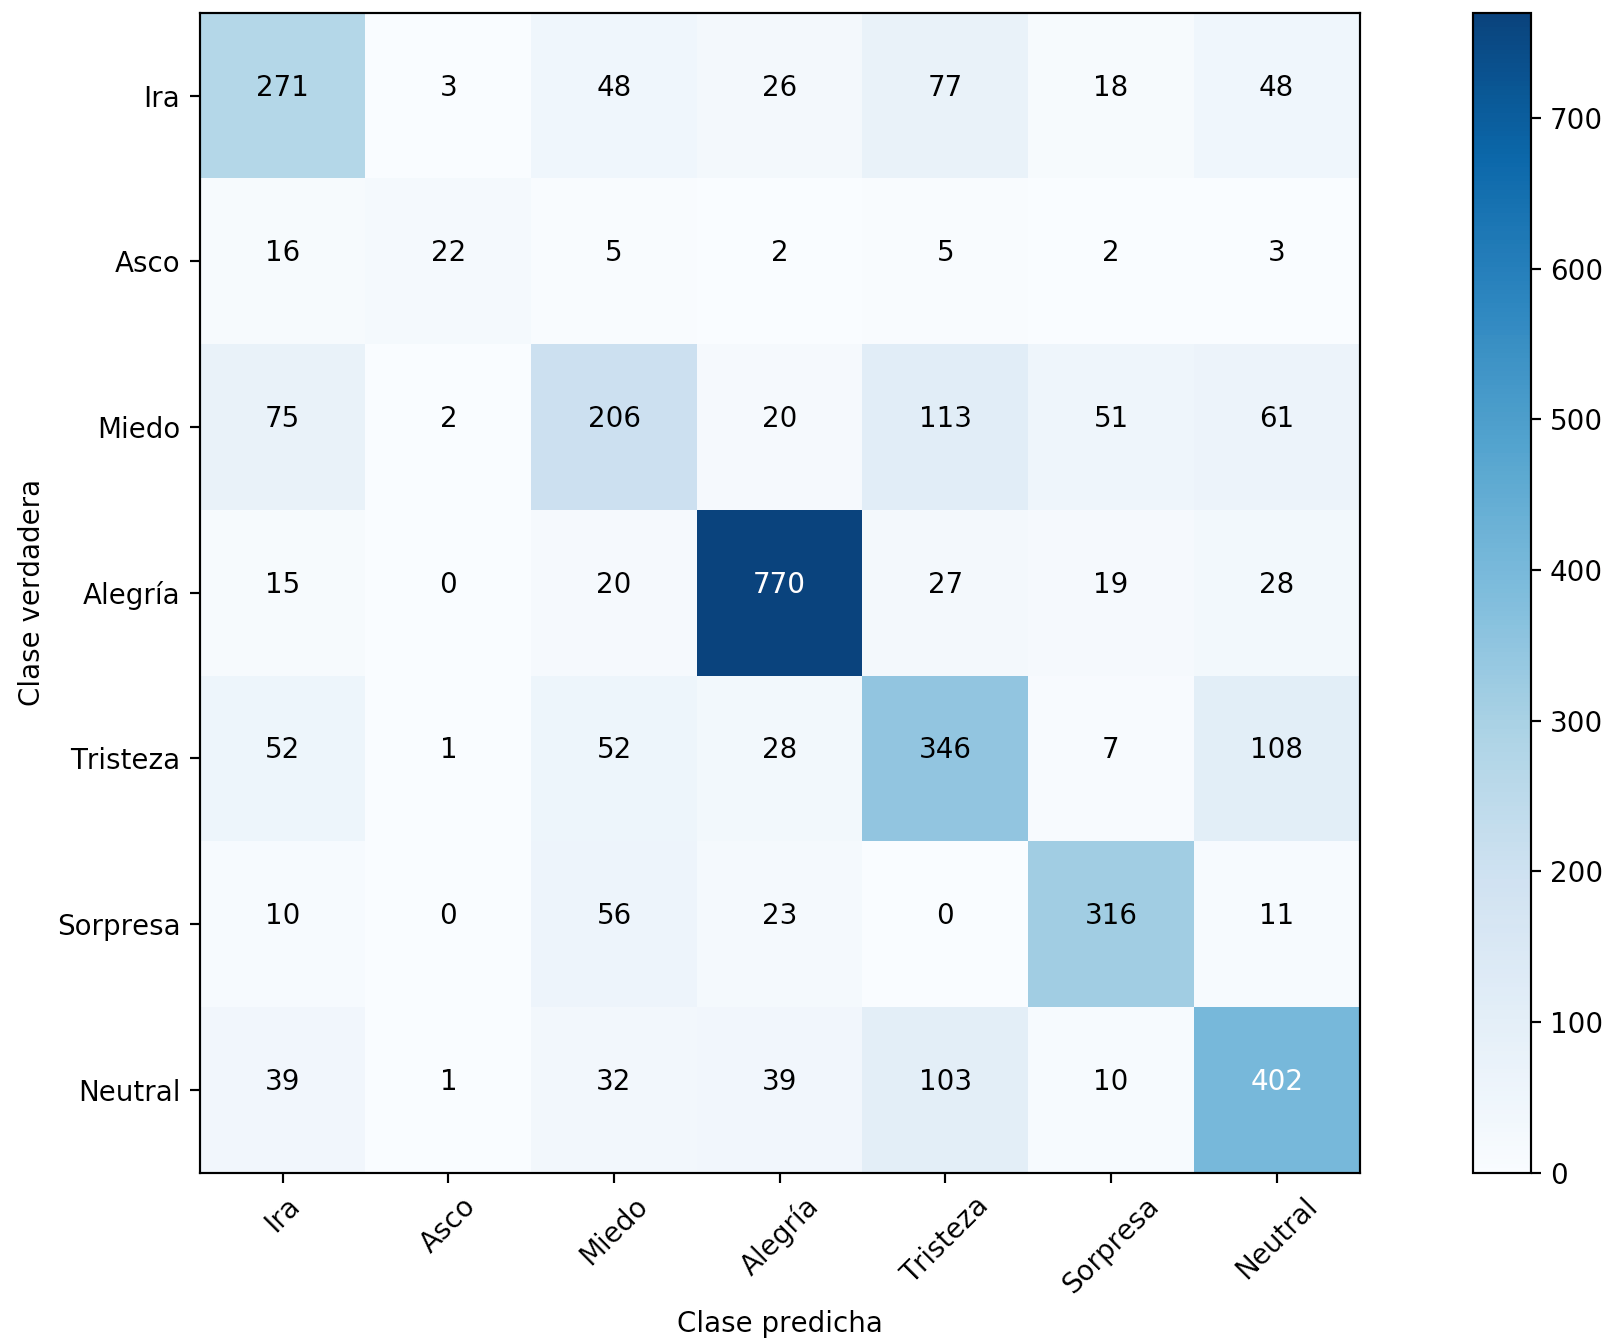 Clase verdadera
Ira 271 3 48 26 77 18 48
Asco 16 22 5 2 5 2 3
Miedo 75 2 206 20 113 51 61
Alegría 15 0 20 770 27 19 28
Tristeza 52 1 52 28 346 7 108
Sorpresa 10 0 56 23 0 316 11
Neutral 39 1 32 39 103 10 402
Ira Asco Miedo Alegría Tristeza Sorpresa Neutral
Clase predicha
700
600
500
400
300
200
100
0